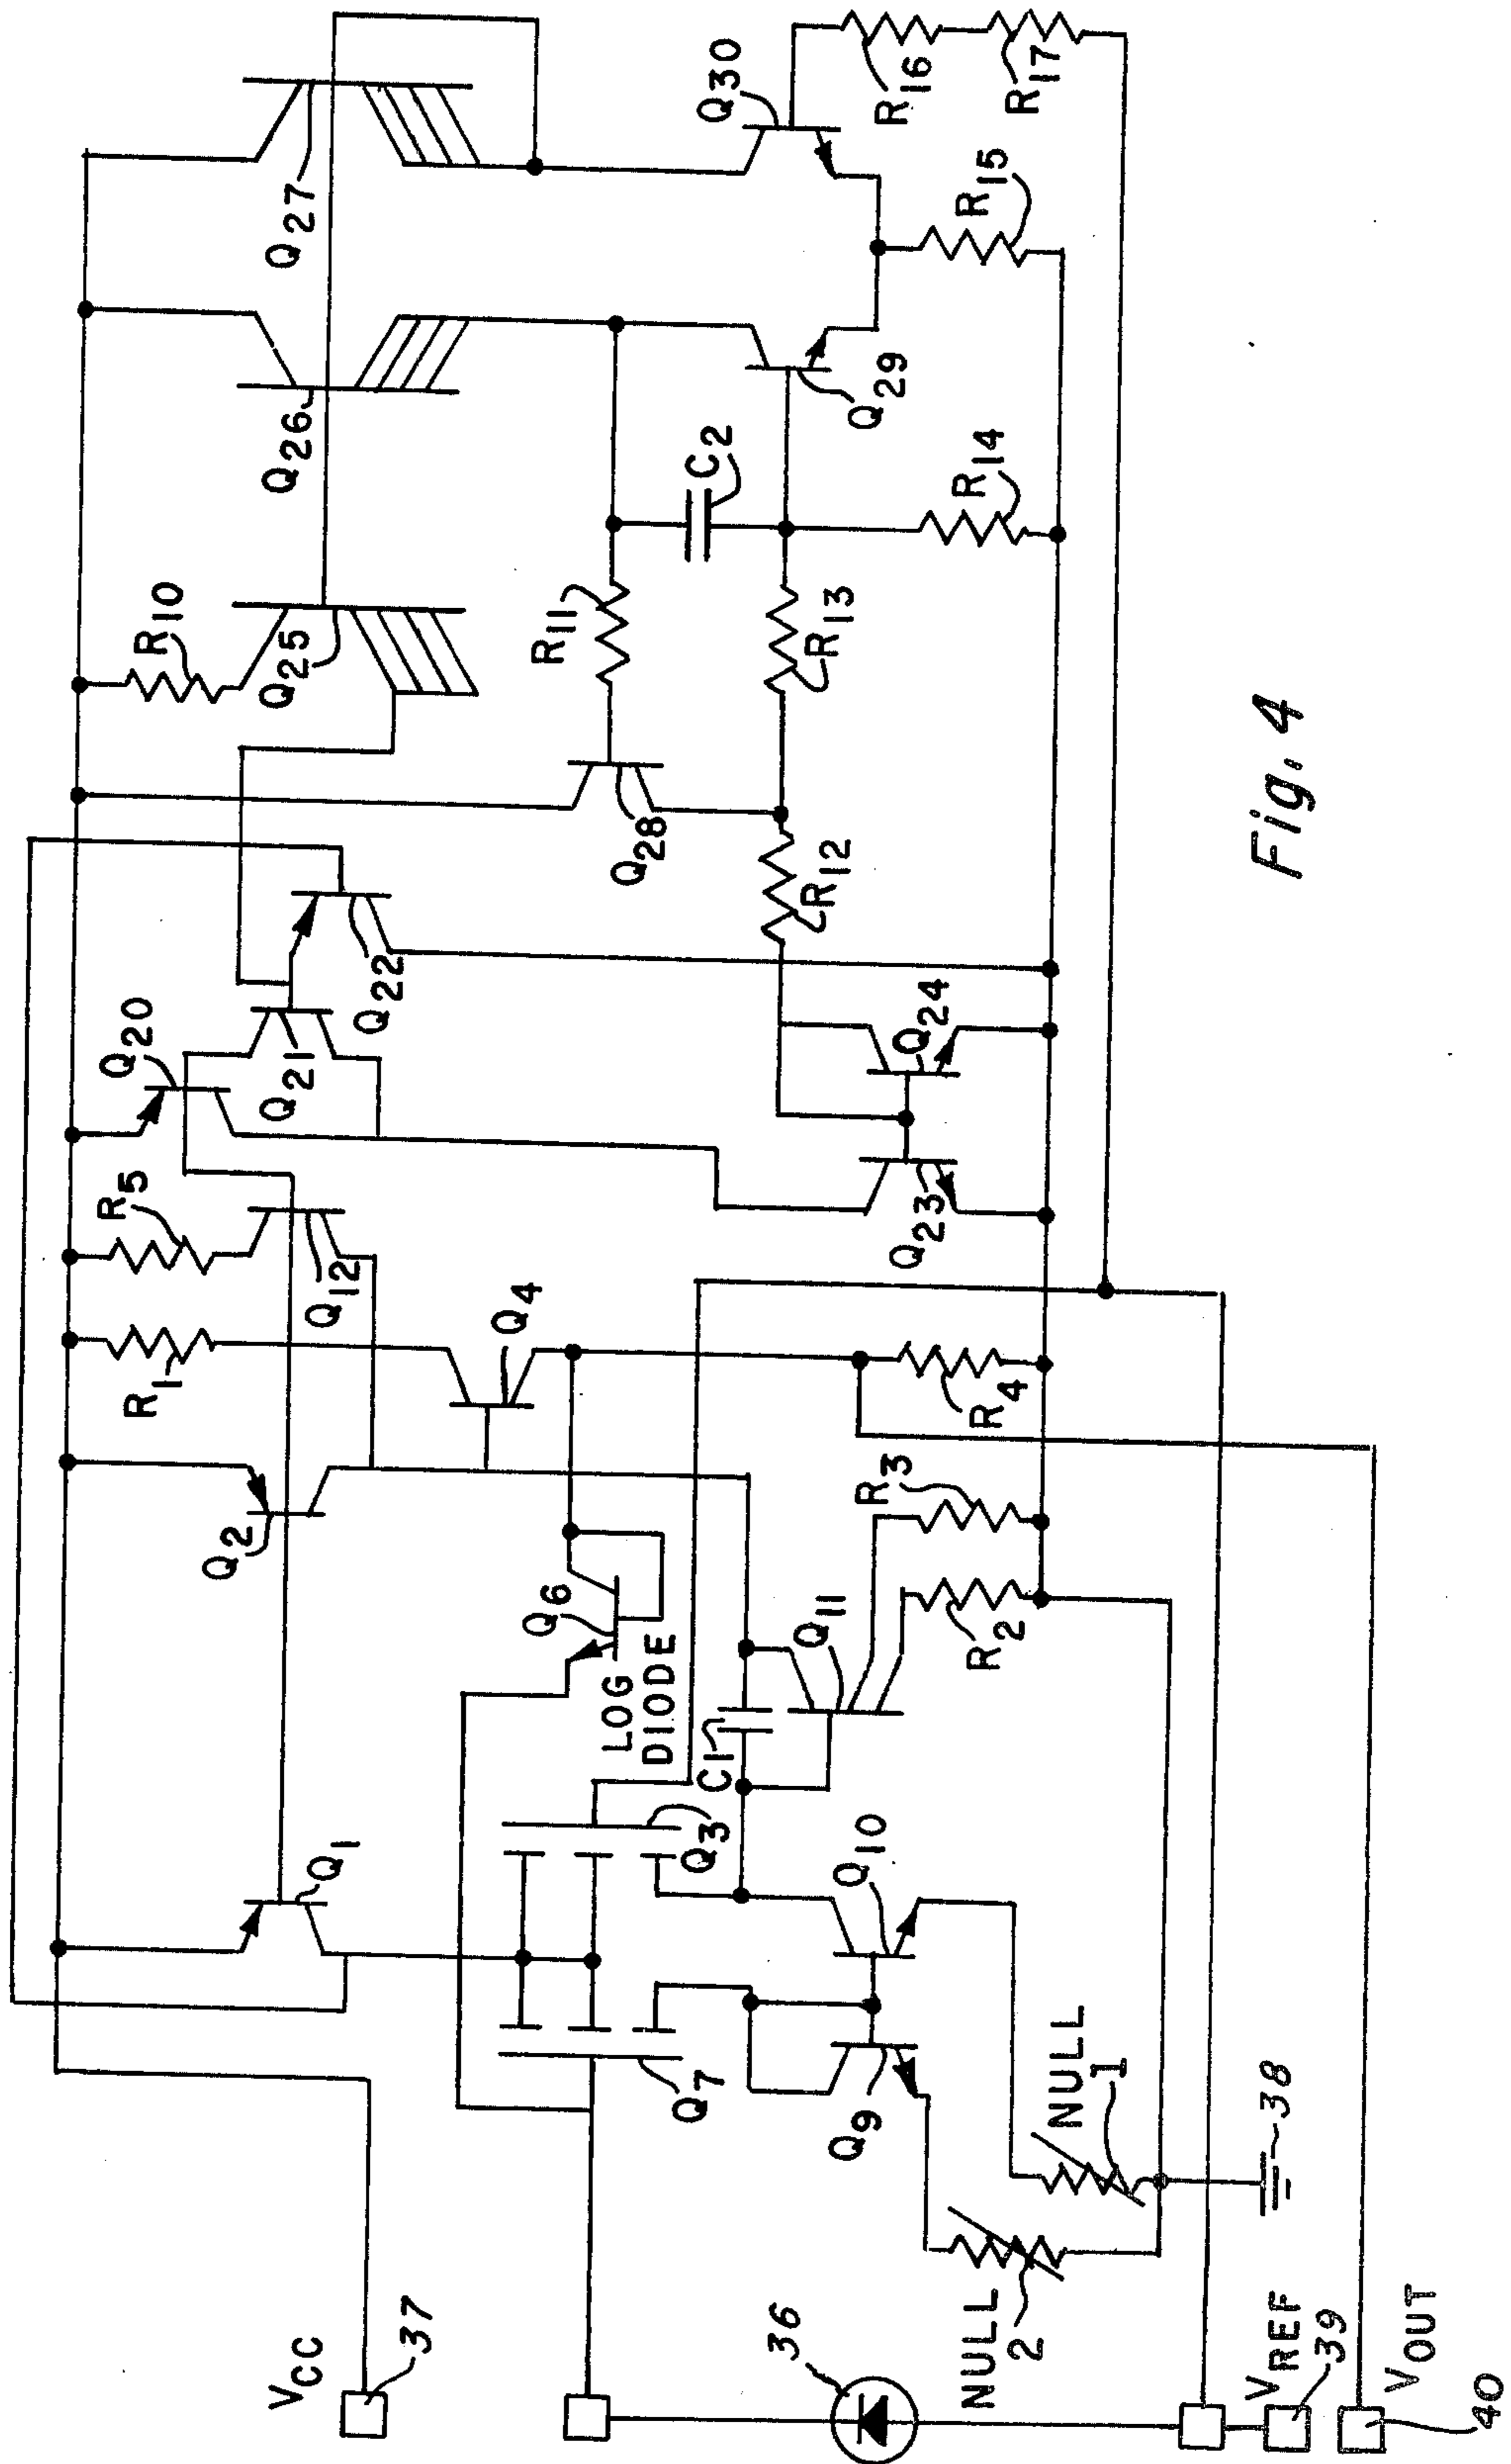 VCC
37
36
NULL
2
VREF
39
VOUT
40
NULL
1
38
Q1
Q7
Q3
Q9
Q10
LOG
DIODE
Q6
C1
Q11
R2
R3
Q2
R1
Q4
R4
R5
Q12
Q20
Q21
Q22
Q23
Q24
R12
Q28
R13
R11
C2
R10
Q25
Q26
Q27
Q29
R14
R15
Q30
R16
R17
Fig. 4